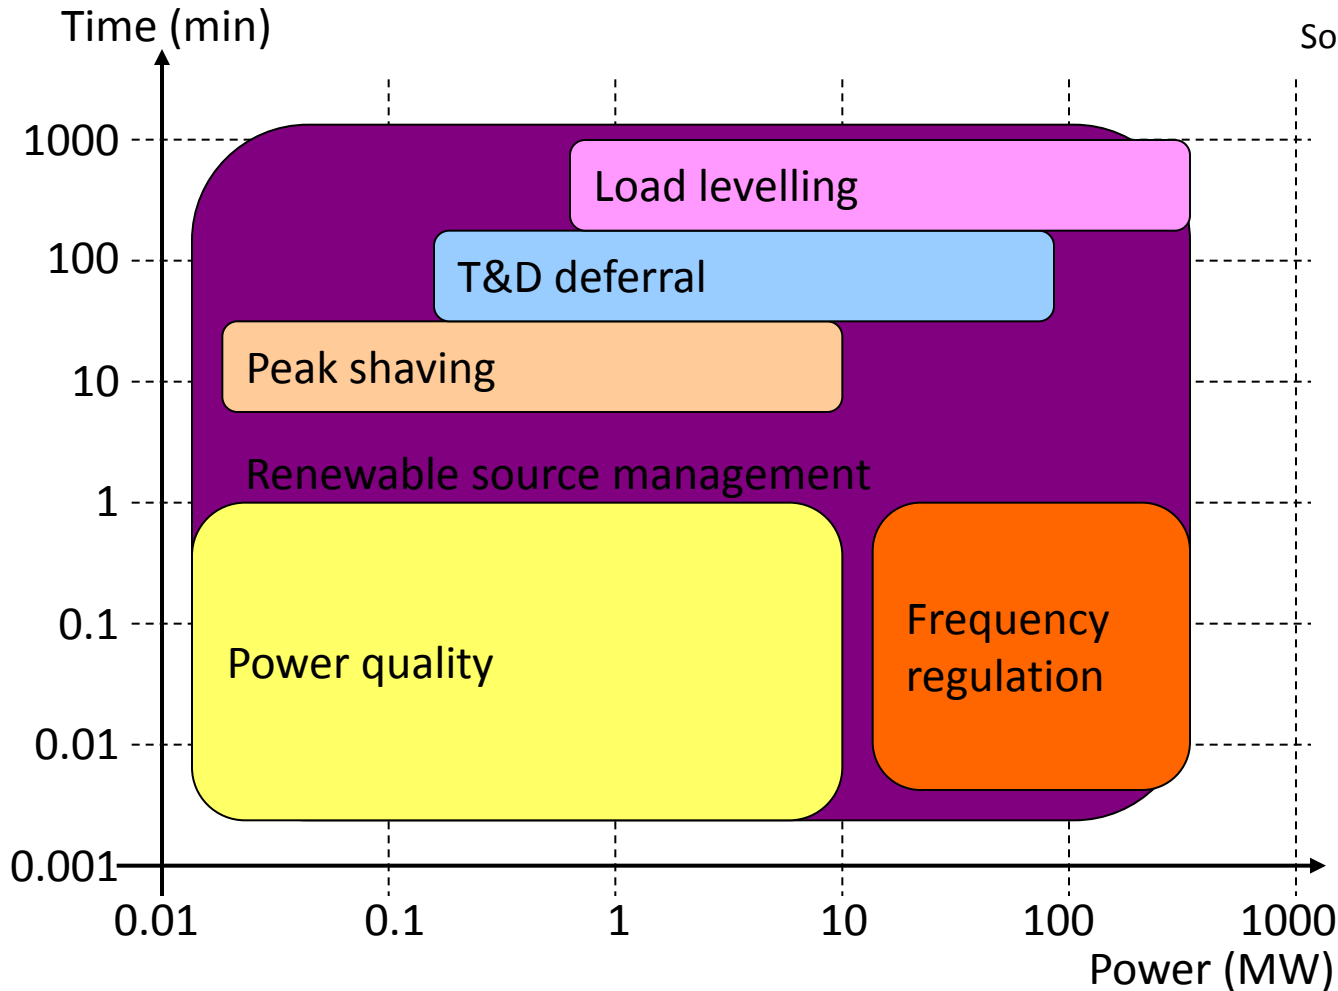 Time (min)
So
1000
Load levelling
100
T&D deferral
10
Peak shaving
Renewable source management
1
0.1
Frequency
regulation
Power quality
0.01
0.001
0.01 0.1 1 10 100 1000
Power (MW)